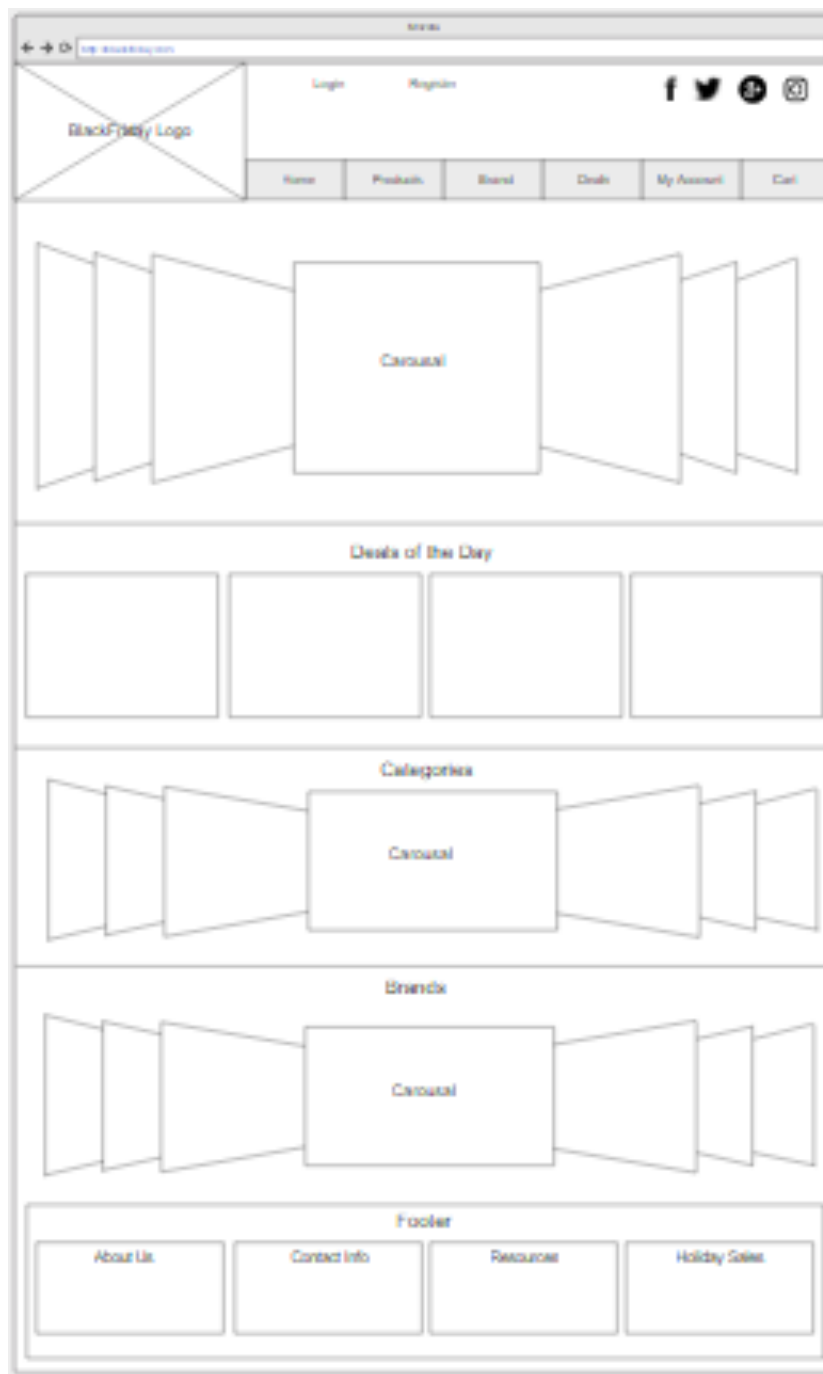 BlackFriday Logo
Login Register
Home Products Brand Deals My Account Cart
Carousal
Deals of the Day
Categories
Carousal
Brands
Carousal
Footer
About Us Contact Info Resources Holiday Sales